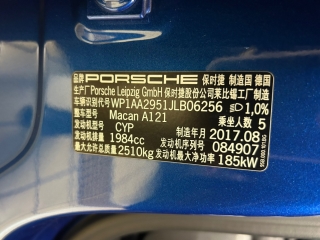 品牌 PORSCHE 保时捷 制造国 德国
生产厂 Porsche Leipzig GmbH 保时捷股份公司莱比锡工厂制造
车辆识别代号 WP1AA2951JLB06256 1,0%
整车型号 Macan A121 乘坐人数 5
发动机型号 CYP 制造年月 2017.08
发动机排量 1984cc 发动机序列号 084907
最大允许总质量 2510kg 发动机最大净功率 185kW